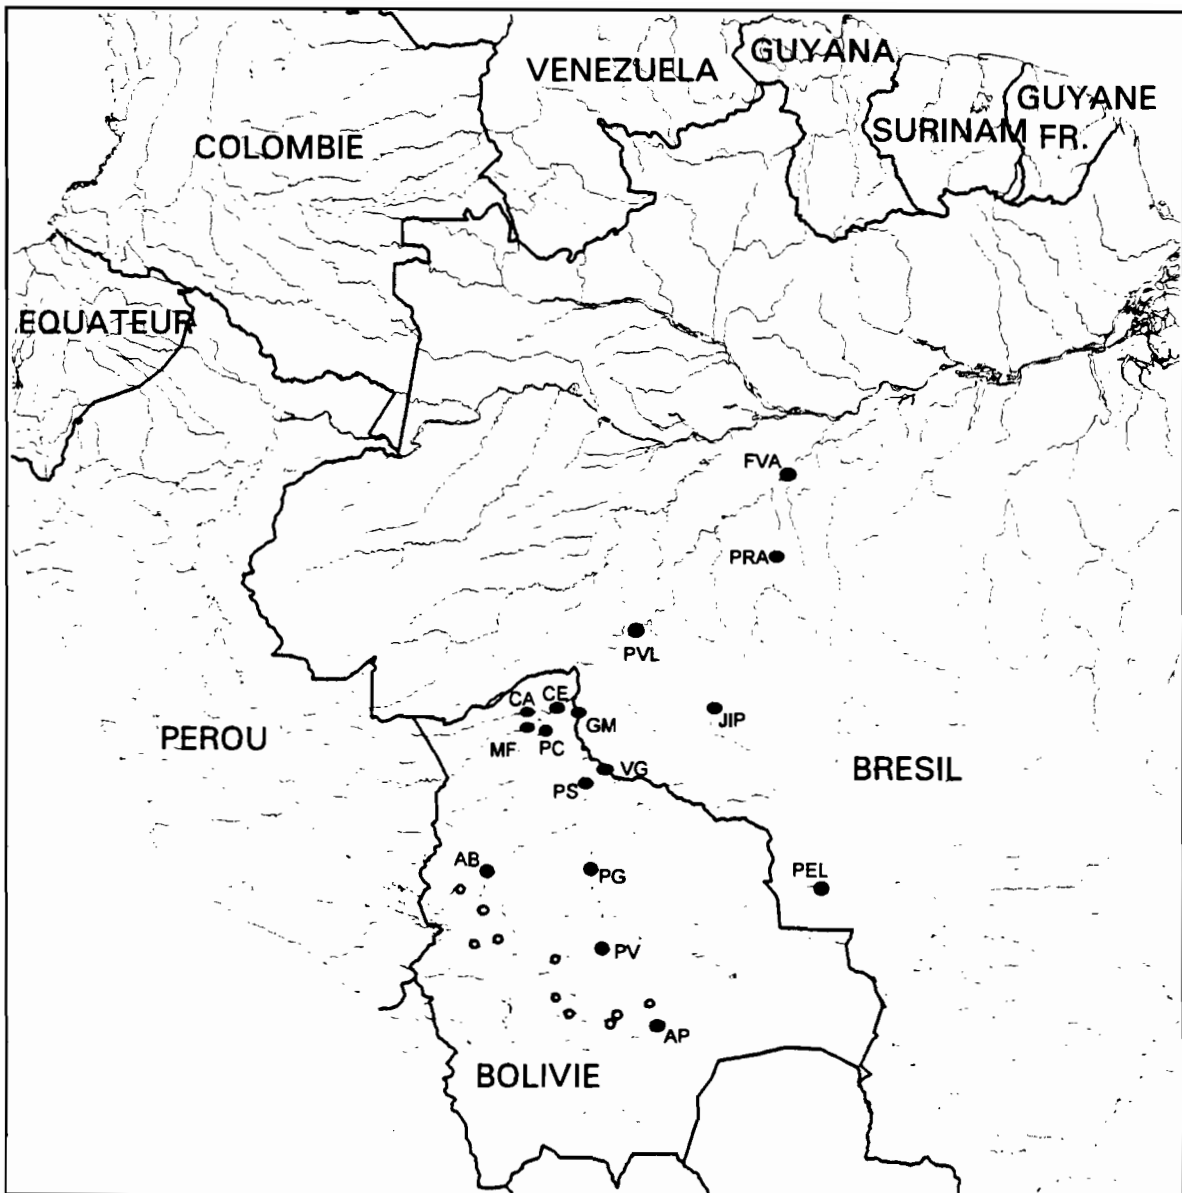 GUYANA
VENEZUELA
GUYANE
FR.
SURINAM
COLOMBIE
EQUATEUR
FVA
PRA
PVL
CA
CE
GM
JIP
MF
PC
PEROU
VG
BRESIL
PS
AB
PG
PEL
PV
AP
BOLIVIE